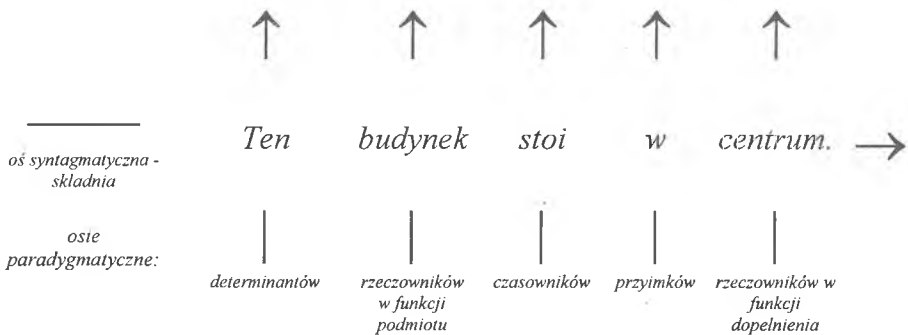 Ten budynek stoi w centrum.
oś syntagmatyczna -
składnia
osie
paradygmatyczne:
determinantów
rzeczowników
w funkcji
podmiotu
czasowników
przyimków
rzeczowników w
funkcji
dopełnienia